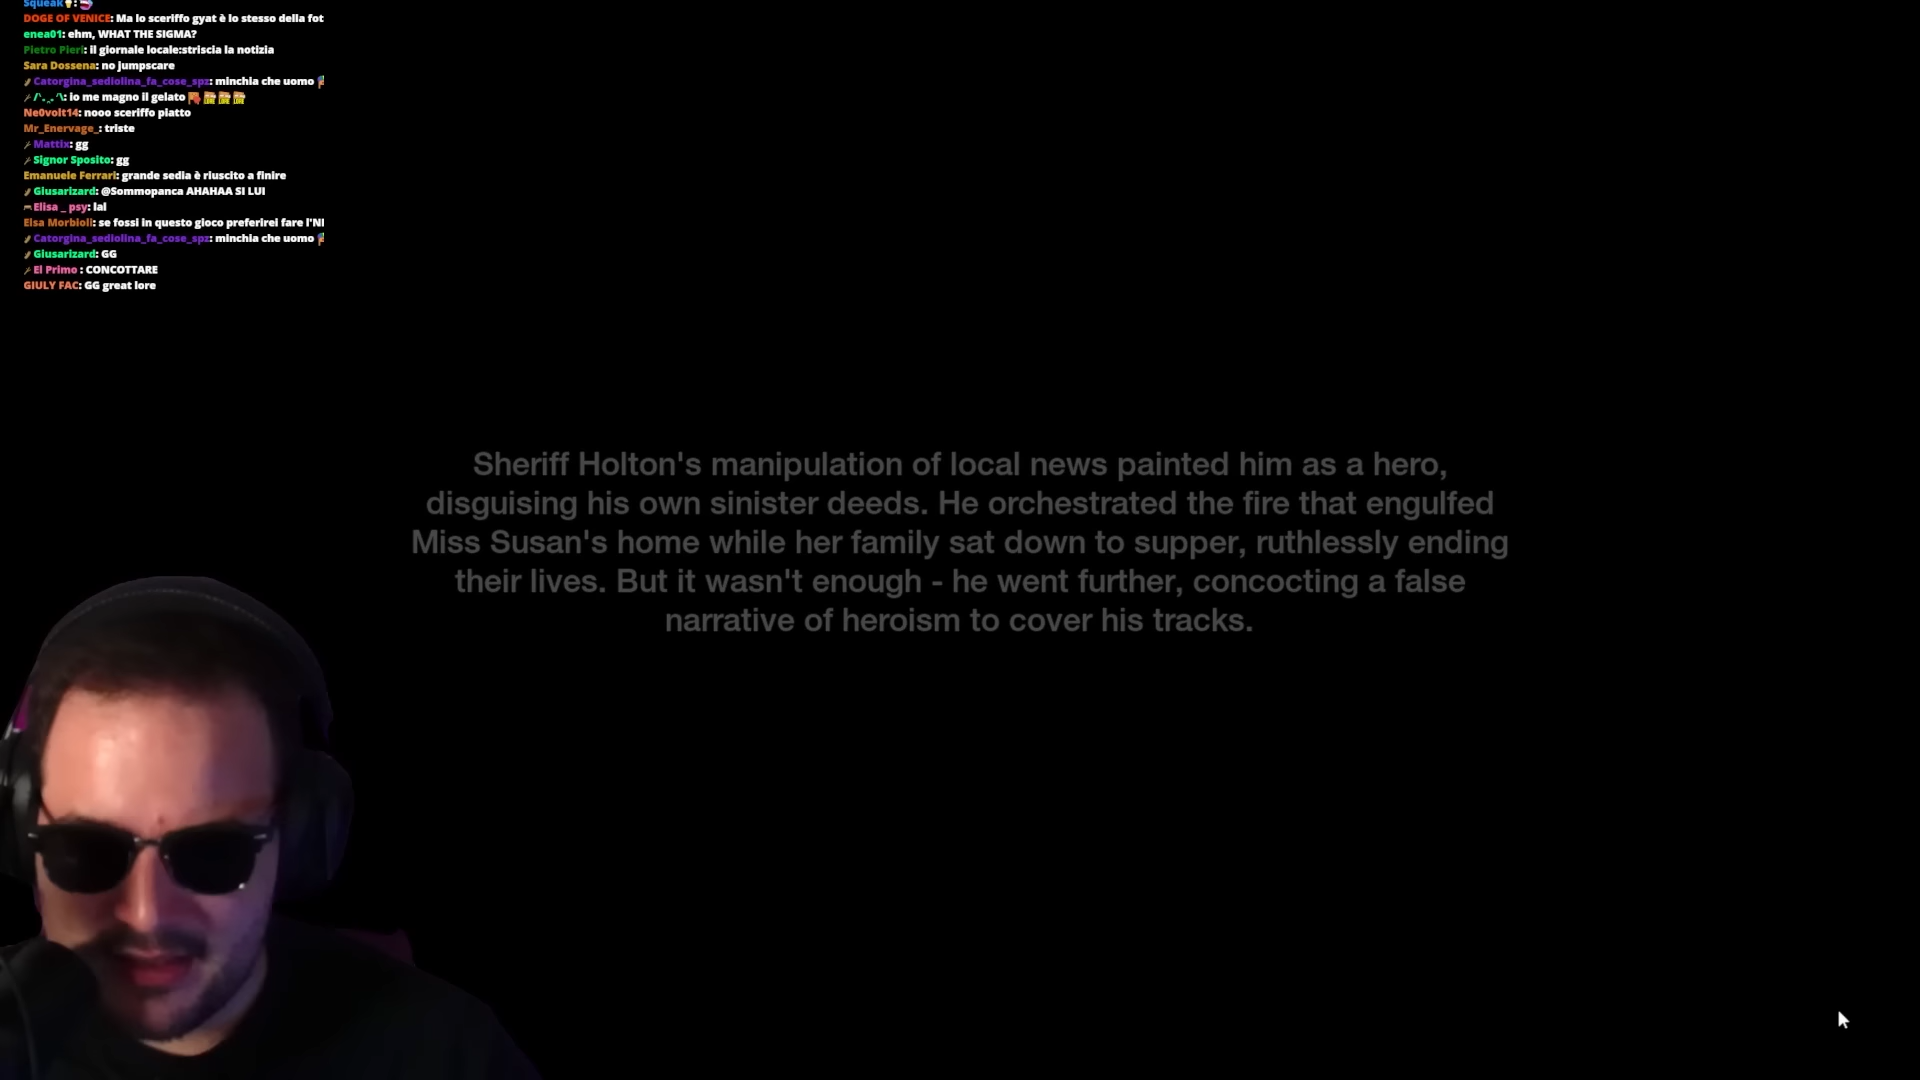 Squeak:
DOGE OF VENICE: Ma lo sceriffo gyat è lo stesso della fot
enea01: ehm, WHAT THE SIGMA?
Pietro Pieri: il giornale locale:striscia la notizia
Sara Dossena: no jumpscare
Catorgina_sediolina_fa_cose_spz: minchia che uomo
: io me magno il gelato
Ne0volt14: nooo sceriffo piatto
Mr_Enervage_: triste
Mattix: gg
Signor Sposito: gg
Emanuele Ferrari: grande sedia è riuscito a finire
Giusarizard: @Sommopanca AHAHAA SI LUI
Elisa _ psy: lal
Elsa Morbioli: se fossi in questo gioco preferirei fare l'N
Catorgina_sediolina_fa_cose_spz: minchia che uomo
Giusarizard: GG
El Primo : CONCOTTARE
GIULY FAC: GG great lore
Sheriff Holton's manipulation of local news painted him as a hero,
disguising his own sinister deeds. He orchestrated the fire that engulfed
Miss Susan's home while her family sat down to supper, ruthlessly ending
their lives. But it wasn't enough - he went further, concocting a false
narrative of heroism to cover his tracks.